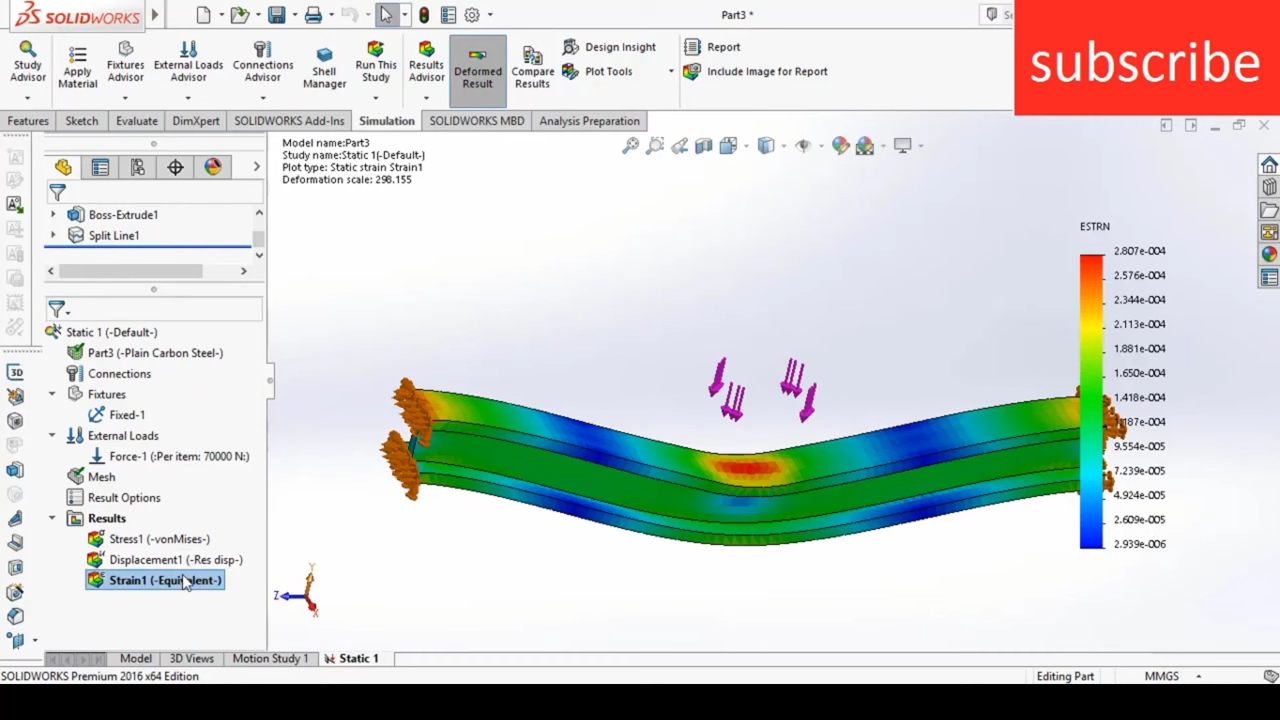 SOLIDWORKS
Part3 *
subscribe
Study Advisor
Apply Material
Fixtures Advisor
External Loads Advisor
Connections Advisor
Shell Manager
Run This Study
Results Advisor
Deformed Result
Compare Results
Design Insight
Plot Tools
Report
Include Image for Report
Features
Sketch
Evaluate
DimXpert
SOLIDWORKS Add-Ins
Simulation
SOLIDWORKS MBD
Analysis Preparation
Model name:Part3
Study name:Static 1(-Default-)
Plot type: Static strain Strain1
Deformation scale: 298.155
Boss-Extrude1
Split Line1
Static 1 (-Default-)
Part3 (-Plain Carbon Steel-)
Connections
Fixtures
Fixed-1
External Loads
Force-1 (:Per item: 70000 N:)
Mesh
Result Options
Results
Stress1 (-vonMises-)
Displacement1 (-Res disp-)
Strain1 (-Equivalent-)
ESTRN
2.807e-004
2.576e-004
2.344e-004
2.113e-004
1.881e-004
1.650e-004
1.418e-004
1.187e-004
9.554e-005
7.239e-005
4.924e-005
2.609e-005
2.939e-006
Y
Z
X
3D
Model
3D Views
Motion Study 1
Static 1
SOLIDWORKS Premium 2016 x64 Edition
Editing Part
MMGS